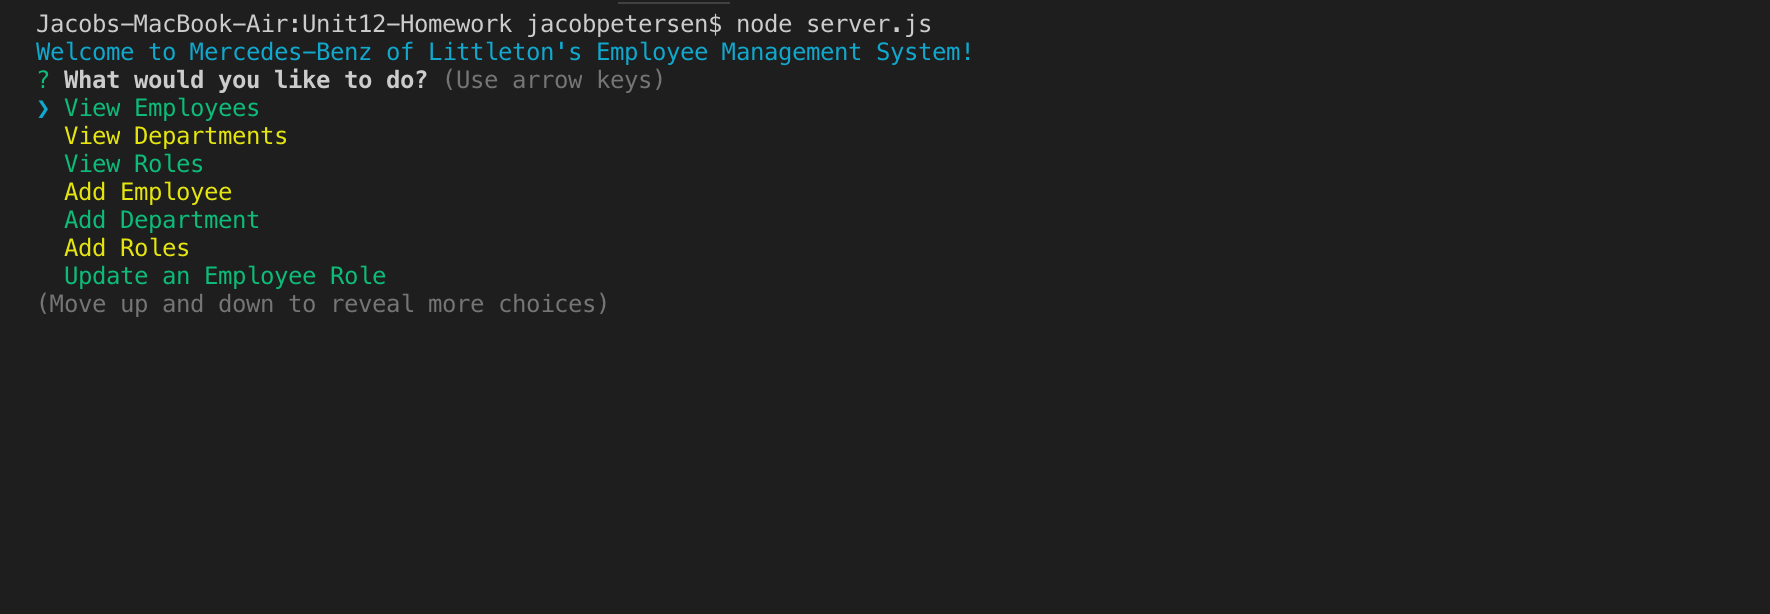 Jacobs-MacBook-Air:Unit12-Homework jacobpetersen$ node server.js
Welcome to Mercedes-Benz of Littleton's Employee Management System!
? What would you like to do? (Use arrow keys)
❯ View Employees
  View Departments
  View Roles
  Add Employee
  Add Department
  Add Roles
  Update an Employee Role
(Move up and down to reveal more choices)